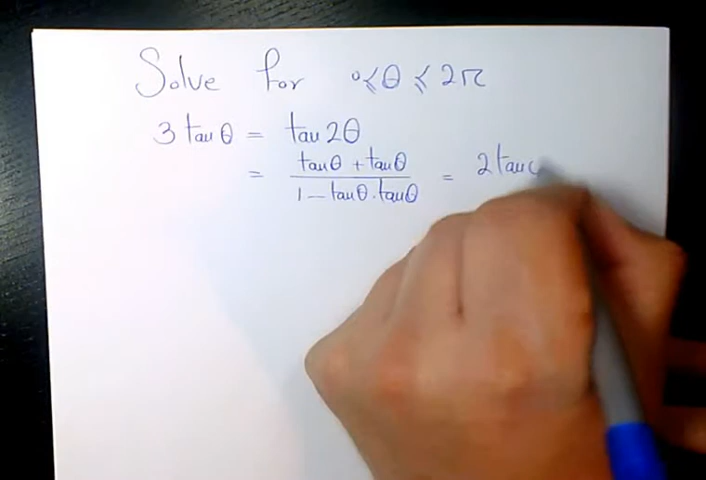 Solve for 0⩽θ⩽2π
3 tanθ = tan2θ
= (tanθ + tanθ)/(1 - tanθ.tanθ) = 2tan